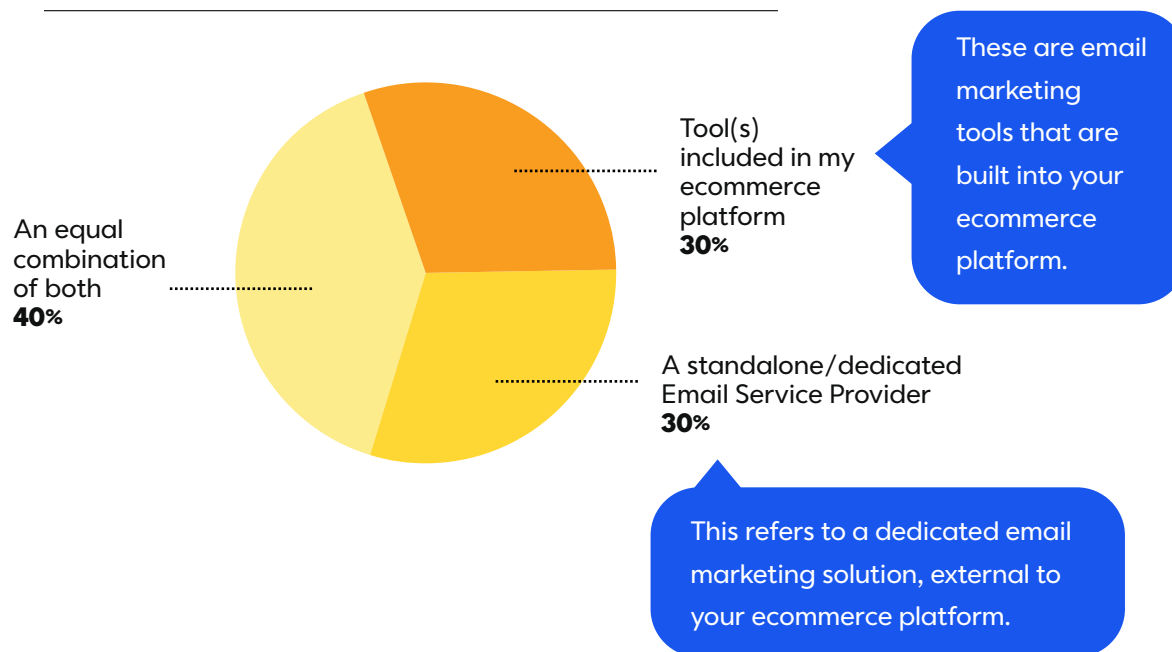 These are email
marketing
tools that are
built into your
ecommerce
platform.
Tool(s)
included in my
ecommerce
platform
30%
An equal
combination
of both
40%
A standalone/dedicated
Email Service Provider
30%
This refers to a dedicated email
marketing solution, external to
your ecommerce platform.